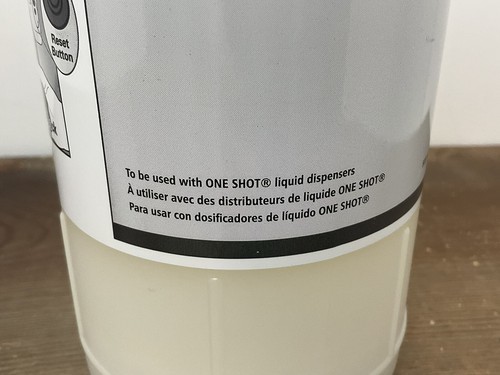 Reset
Button
To be used with ONE SHOT® liquid dispensers
À utiliser avec des distributeurs de liquide ONE SHOT®
Para usar con dosificadores de líquido ONE SHOT®